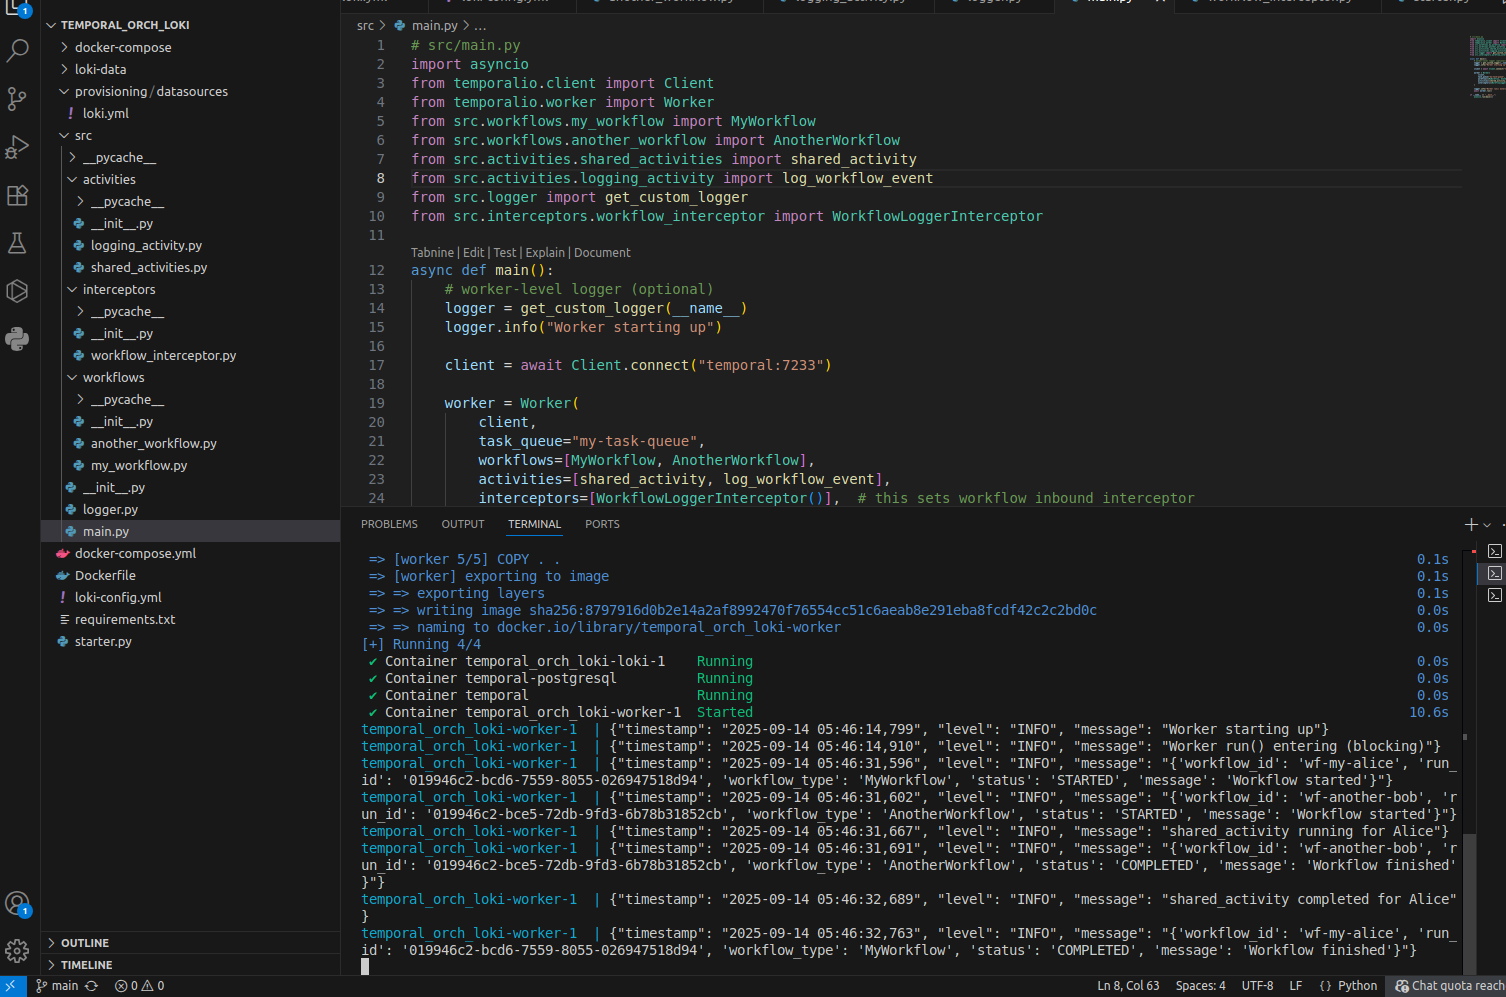 1
TEMPORAL_ORCH_LOKI
docker-compose
loki-data
provisioning / datasources
! loki.yml
src
__pycache__
activities
__pycache__
__init__.py
logging_activity.py
shared_activities.py
interceptors
__pycache__
__init__.py
workflow_interceptor.py
workflows
__pycache__
__init__.py
another_workflow.py
my_workflow.py
__init__.py
logger.py
main.py
docker-compose.yml
Dockerfile
! loki-config.yml
requirements.txt
starter.py
OUTLINE
TIMELINE
1
src > main.py > ...
1 # src/main.py
2 import asyncio
3 from temporalio.client import Client
4 from temporalio.worker import Worker
5 from src.workflows.my_workflow import MyWorkflow
6 from src.workflows.another_workflow import AnotherWorkflow
7 from src.activities.shared_activities import shared_activity
8 from src.activities.logging_activity import log_workflow_event
9 from src.logger import get_custom_logger
10 from src.interceptors.workflow_interceptor import WorkflowLoggerInterceptor
11
Tabnine | Edit | Test | Explain | Document
12 async def main():
13 # worker-level logger (optional)
14 logger = get_custom_logger(__name__)
15 logger.info("Worker starting up")
16
17 client = await Client.connect("temporal:7233")
18
19 worker = Worker(
20 client,
21 task_queue="my-task-queue",
22 workflows=[MyWorkflow, AnotherWorkflow],
23 activities=[shared_activity, log_workflow_event],
24 interceptors=[WorkflowLoggerInterceptor()], # this sets workflow inbound interceptor
PROBLEMS OUTPUT TERMINAL PORTS
=> [worker 5/5] COPY . . 0.1s
=> [worker] exporting to image 0.1s
=> => exporting layers 0.1s
=> => writing image sha256:8797916d0b2e14a2af8992470f76554cc51c6aeab8e291eba8fcdf42c2c2bd0c 0.0s
=> => naming to docker.io/library/temporal_orch_loki-worker 0.0s
[+] Running 4/4
✔ Container temporal_orch_loki-loki-1 Running 0.0s
✔ Container temporal-postgresql Running 0.0s
✔ Container temporal Running 0.0s
✔ Container temporal_orch_loki-worker-1 Started 10.6s
temporal_orch_loki-worker-1 | {"timestamp": "2025-09-14 05:46:14,799", "level": "INFO", "message": "Worker starting up"}
temporal_orch_loki-worker-1 | {"timestamp": "2025-09-14 05:46:14,910", "level": "INFO", "message": "Worker run() entering (blocking)"}
temporal_orch_loki-worker-1 | {"timestamp": "2025-09-14 05:46:31,596", "level": "INFO", "message": "{'workflow_id': 'wf-my-alice', 'run_
id': '019946c2-bcd6-7559-8055-026947518d94', 'workflow_type': 'MyWorkflow', 'status': 'STARTED', 'message': 'Workflow started'}"}
temporal_orch_loki-worker-1 | {"timestamp": "2025-09-14 05:46:31,602", "level": "INFO", "message": "{'workflow_id': 'wf-another-bob', 'r
un_id': '019946c2-bce5-72db-9fd3-6b78b31852cb', 'workflow_type': 'AnotherWorkflow', 'status': 'STARTED', 'message': 'Workflow started'}"}
temporal_orch_loki-worker-1 | {"timestamp": "2025-09-14 05:46:31,667", "level": "INFO", "message": "shared_activity running for Alice"}
temporal_orch_loki-worker-1 | {"timestamp": "2025-09-14 05:46:31,691", "level": "INFO", "message": "{'workflow_id': 'wf-another-bob', 'r
un_id': '019946c2-bce5-72db-9fd3-6b78b31852cb', 'workflow_type': 'AnotherWorkflow', 'status': 'COMPLETED', 'message': 'Workflow finished'
}"}
temporal_orch_loki-worker-1 | {"timestamp": "2025-09-14 05:46:32,689", "level": "INFO", "message": "shared_activity completed for Alice"
}
temporal_orch_loki-worker-1 | {"timestamp": "2025-09-14 05:46:32,763", "level": "INFO", "message": "{'workflow_id': 'wf-my-alice', 'run_
id': '019946c2-bcd6-7559-8055-026947518d94', 'workflow_type': 'MyWorkflow', 'status': 'COMPLETED', 'message': 'Workflow finished'}"}
main 0 0 Ln 8, Col 63 Spaces: 4 UTF-8 LF {} Python Chat quota reach